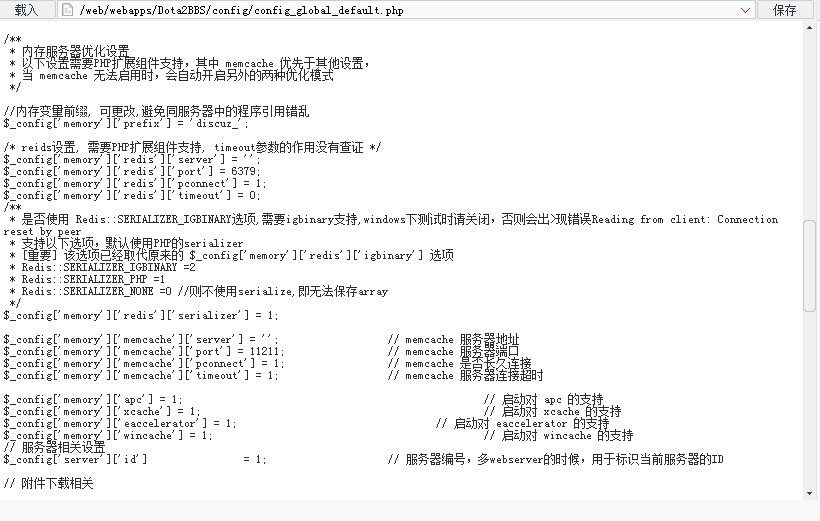 载入 /web/webapps/Dota2BBS/config/config_global_default.php 保存
/**
 * 内存服务器优化设置
 * 以下设置需要PHP扩展组件支持，其中 memcache 优先于其他设置，
 * 当 memcache 无法启用时，会自动开启另外的两种优化模式
 */
//内存变量前缀, 可更改,避免同服务器中的程序引用错乱
$_config['memory']['prefix'] = 'discuz_';
/* reids设置, 需要PHP扩展组件支持, timeout参数的作用没有查证 */
$_config['memory']['redis']['server'] = '';
$_config['memory']['redis']['port'] = 6379;
$_config['memory']['redis']['pconnect'] = 1;
$_config['memory']['redis']['timeout'] = 0;
/**
 * 是否使用 Redis::SERIALIZER_IGBINARY选项,需要igbinary支持,windows下测试时请关闭，否则会出>现错误Reading from client: Connection
reset by peer
 * 支持以下选项，默认使用PHP的serializer
 * [重要] 该选项已经取代原来的 $_config['memory']['redis']['igbinary'] 选项
 * Redis::SERIALIZER_IGBINARY =2
 * Redis::SERIALIZER_PHP =1
 * Redis::SERIALIZER_NONE =0 //则不使用serialize,即无法保存array
 */
$_config['memory']['redis']['serializer'] = 1;
$_config['memory']['memcache']['server'] = ''; // memcache 服务器地址
$_config['memory']['memcache']['port'] = 11211; // memcache 服务器端口
$_config['memory']['memcache']['pconnect'] = 1; // memcache 是否长久连接
$_config['memory']['memcache']['timeout'] = 1; // memcache 服务器连接超时
$_config['memory']['apc'] = 1; // 启动对 apc 的支持
$_config['memory']['xcache'] = 1; // 启动对 xcache 的支持
$_config['memory']['eaccelerator'] = 1; // 启动对 eaccelerator 的支持
$_config['memory']['wincache'] = 1; // 启动对 wincache 的支持
// 服务器相关设置
$_config['server']['id'] = 1; // 服务器编号，多webserver的时候，用于标识当前服务器的ID
// 附件下载相关